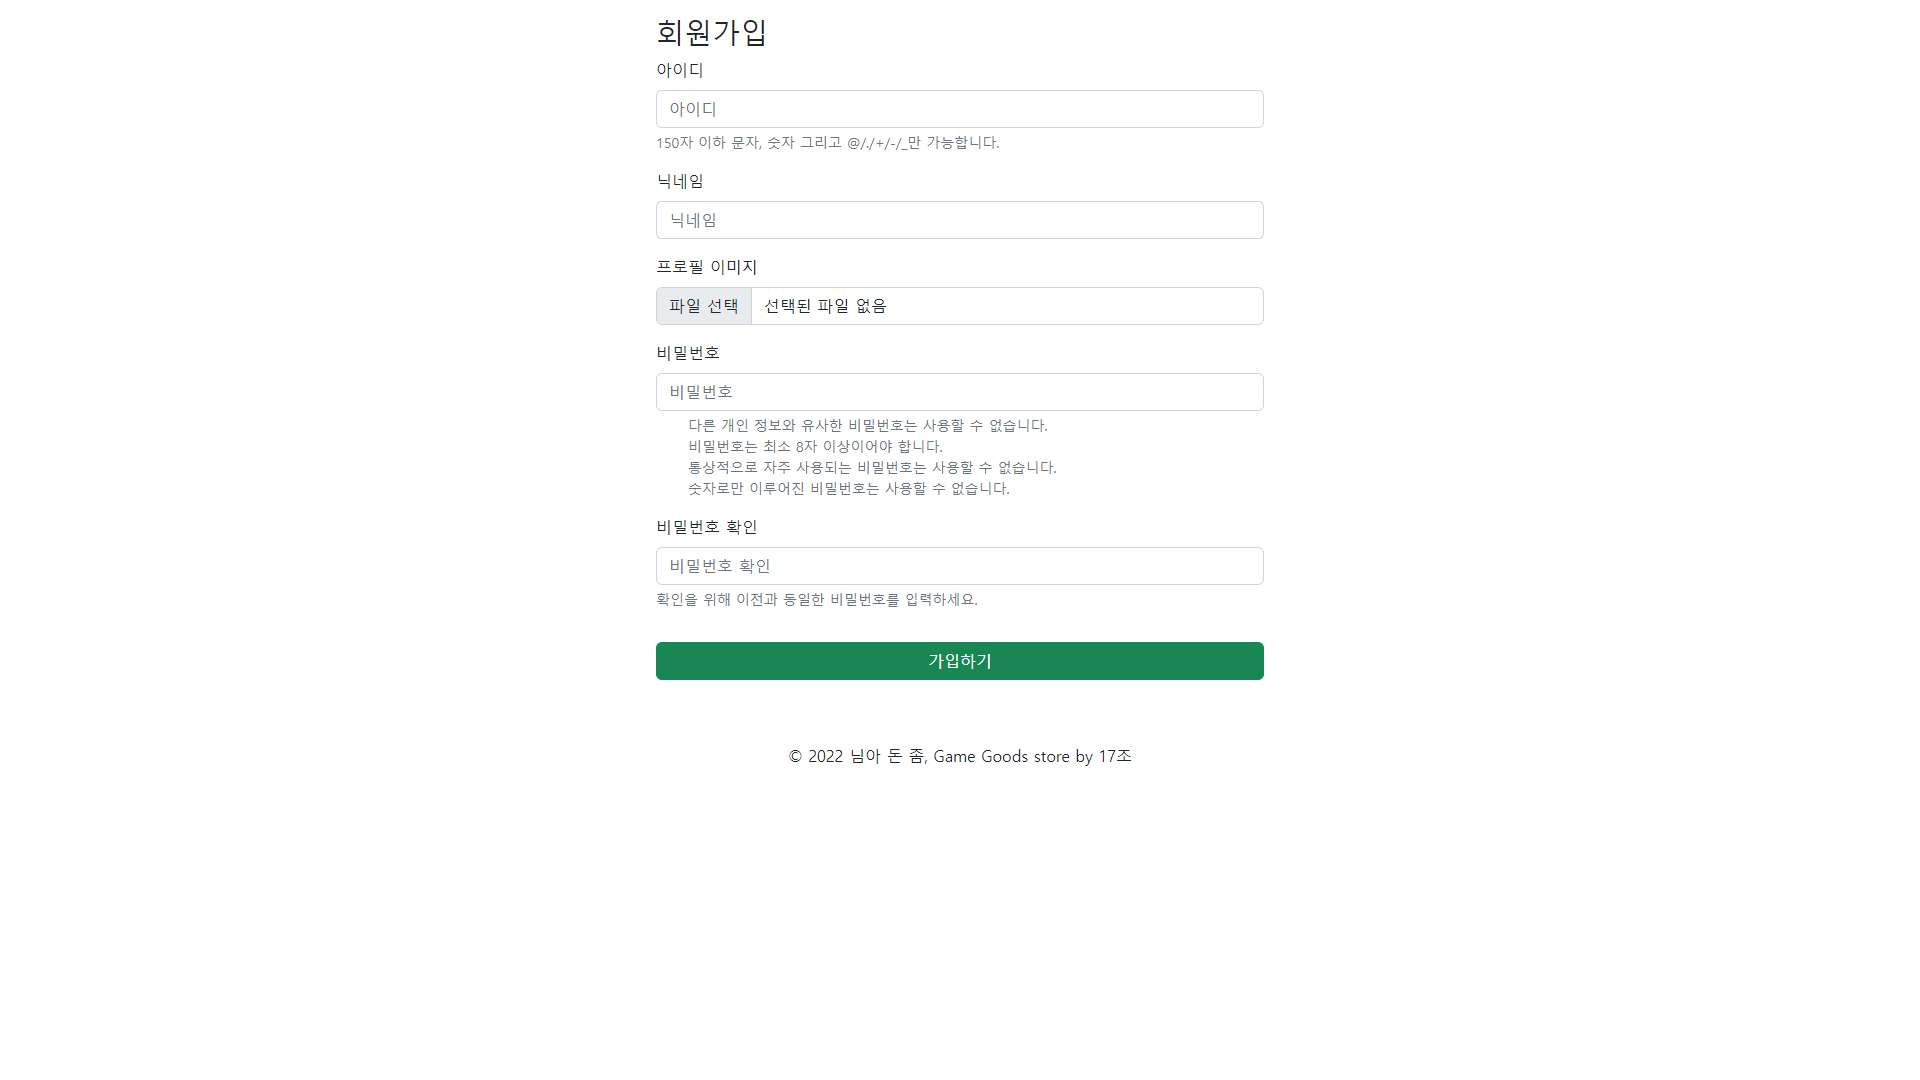 회원가입
아이디
아이디
150자 이하 문자, 숫자 그리고 @/./+/-/_만 가능합니다.
닉네임
닉네임
프로필 이미지
파일 선택 선택된 파일 없음
비밀번호
비밀번호
다른 개인 정보와 유사한 비밀번호는 사용할 수 없습니다.
비밀번호는 최소 8자 이상이어야 합니다.
통상적으로 자주 사용되는 비밀번호는 사용할 수 없습니다.
숫자로만 이루어진 비밀번호는 사용할 수 없습니다.
비밀번호 확인
비밀번호 확인
확인을 위해 이전과 동일한 비밀번호를 입력하세요.
가입하기
© 2022 님아 돈 좀, Game Goods store by 17조